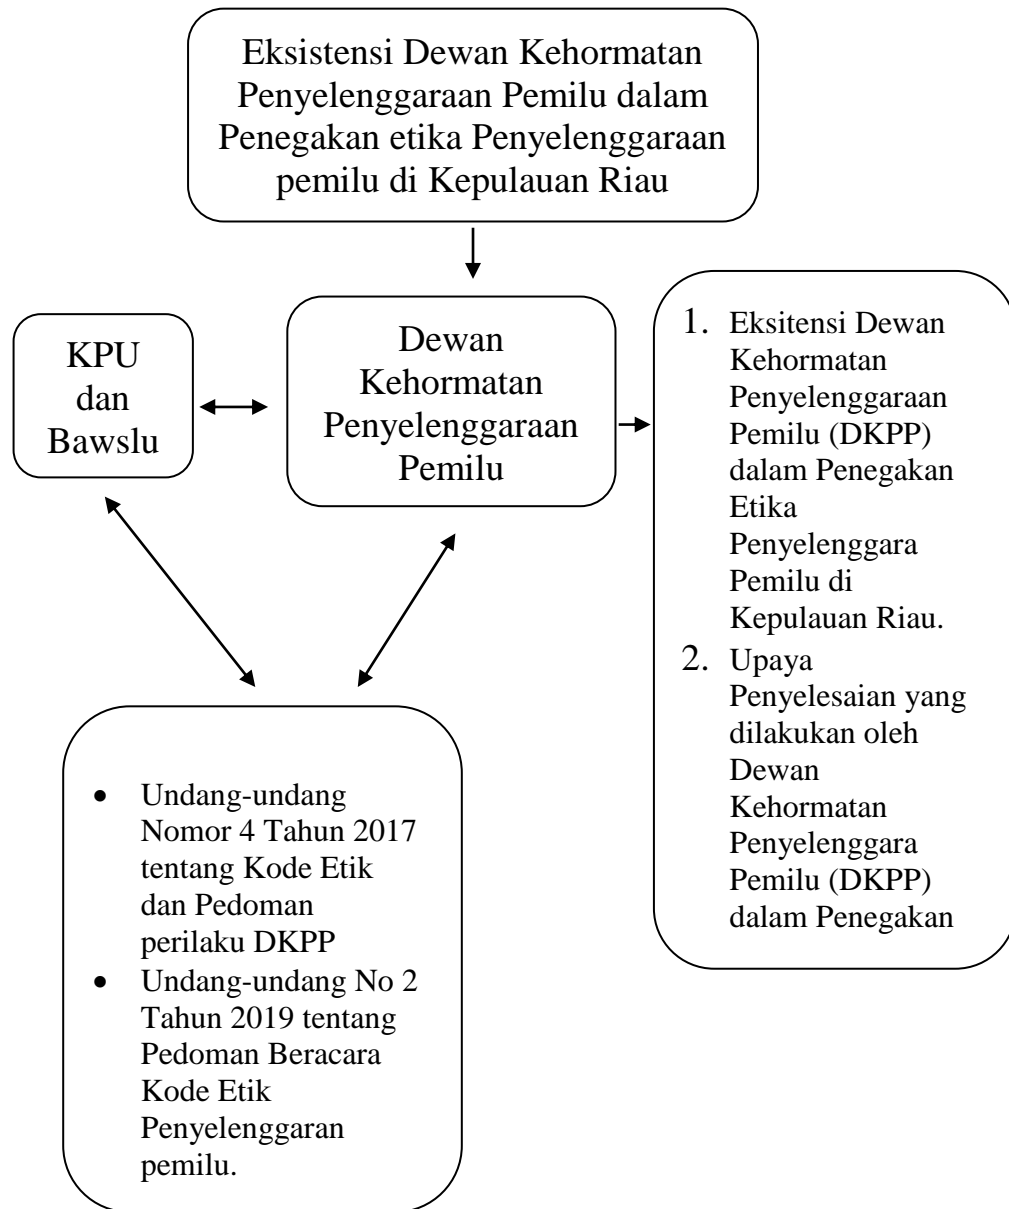 Eksistensi Dewan Kehormatan
Penyelenggaraan Pemilu dalam
Penegakan etika Penyelenggaraan
pemilu di Kepulauan Riau
KPU
dan
Bawslu
Dewan
Kehormatan
Penyelenggaraan
Pemilu
1. Eksitensi Dewan
Kehormatan
Penyelenggaraan
Pemilu (DKPP)
dalam Penegakan
Etika
Penyelenggara
Pemilu di
Kepulauan Riau.
2. Upaya
Penyelesaian yang
dilakukan oleh
Dewan
Kehormatan
Penyelenggara
Pemilu (DKPP)
dalam Penegakan
• Undang-undang
Nomor 4 Tahun 2017
tentang Kode Etik
dan Pedoman
perilaku DKPP
• Undang-undang No 2
Tahun 2019 tentang
Pedoman Beracara
Kode Etik
Penyelenggaran
pemilu.